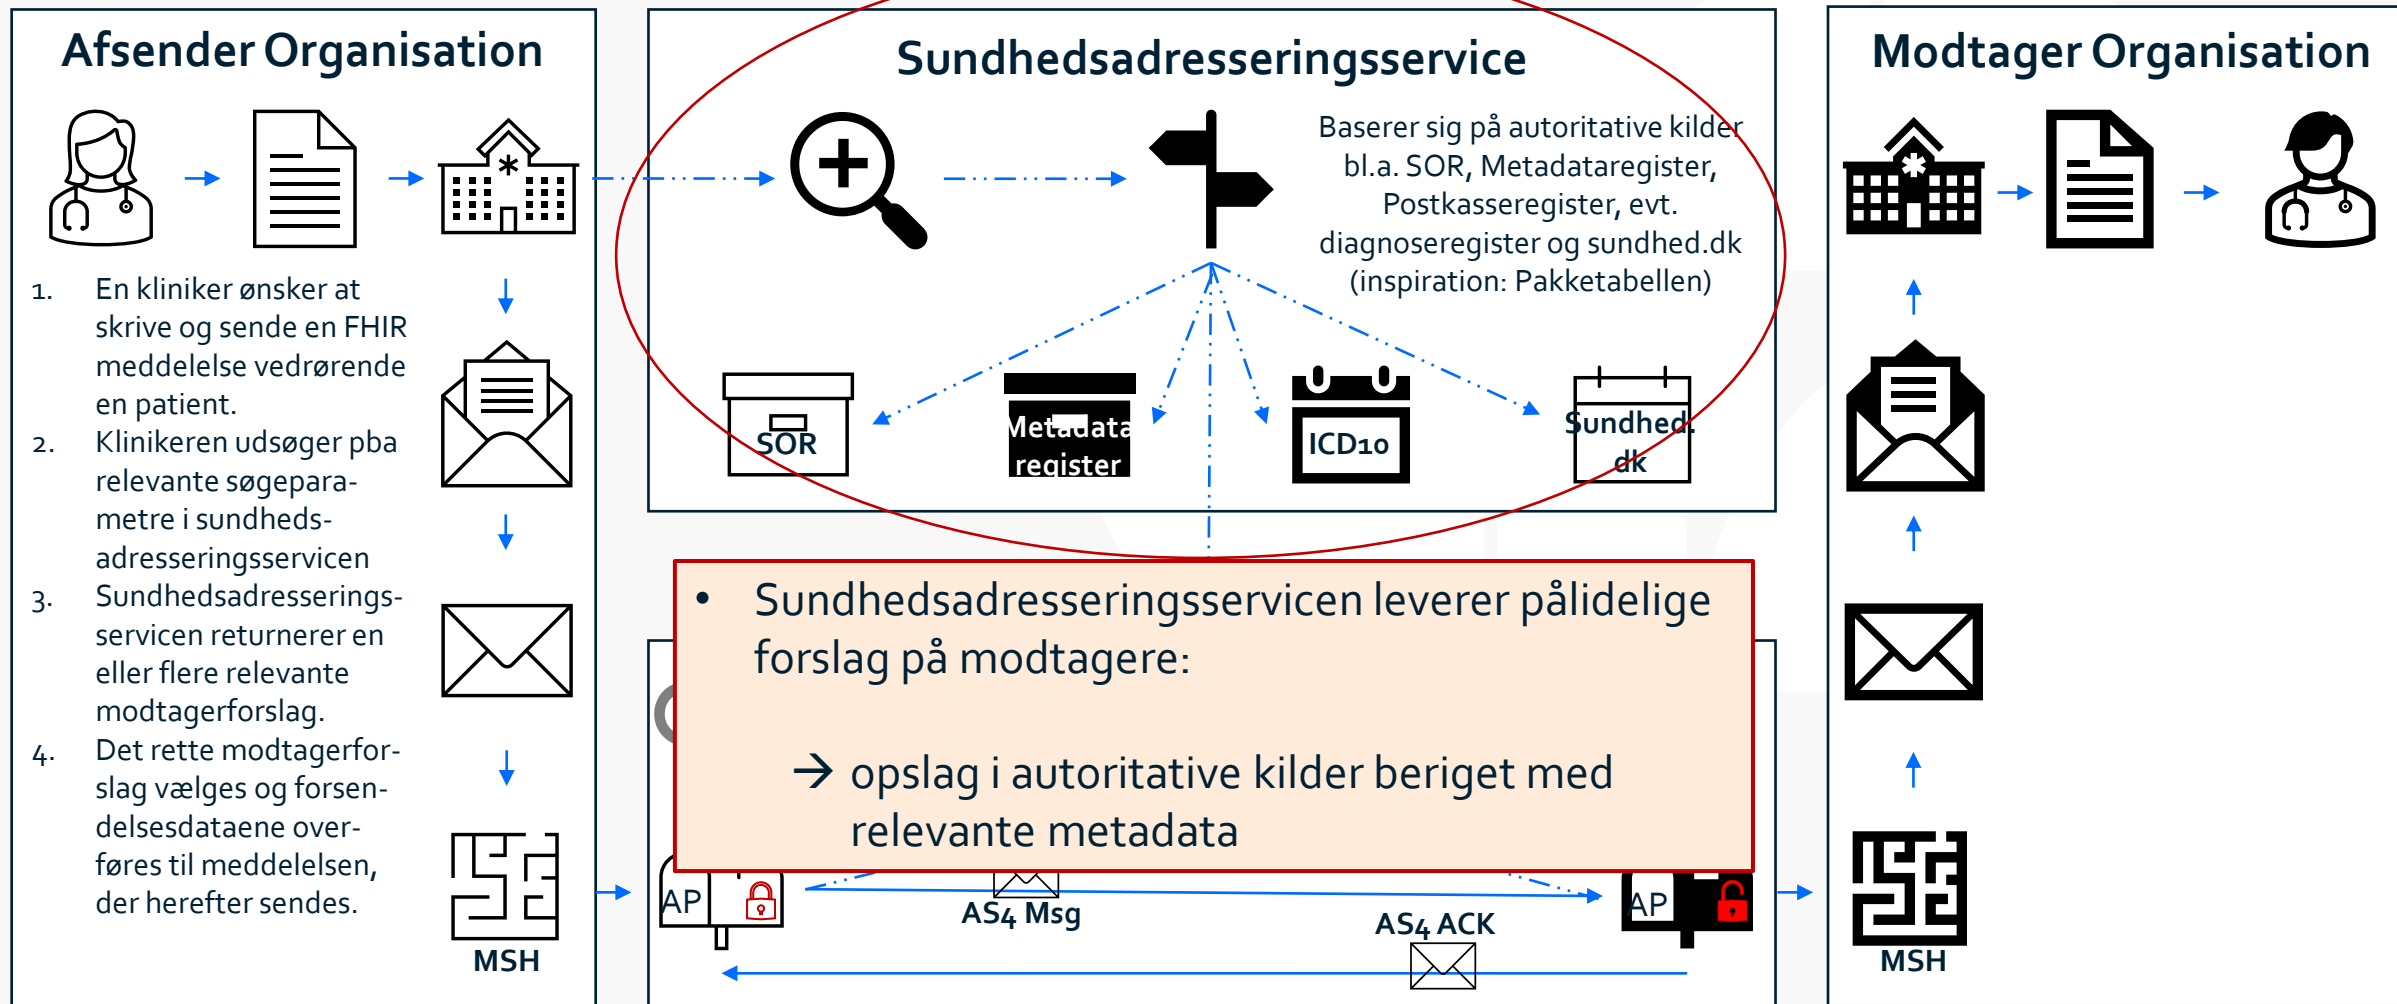 Afsender Organisation
1. En kliniker ønsker at
skrive og sende en FHIR
meddelelse vedrørende
en patient.
2. Klinikeren udsøger pba
relevante søgepara-
metre i sundheds-
adresseringsservicen
3. Sundhedsadresserings-
servicen returnerer en
eller flere relevante
modtagerforslag.
4. Det rette modtagerfor-
slag vælges og forsen-
delsesdataene over-
føres til meddelelsen,
der herefter sendes.
MSH
Sundhedsadresseringsservice
Baserer sig på autoritative kilder
bl.a. SOR, Metadataregister,
Postkasseregister, evt.
diagnoseregister og sundhed.dk
(inspiration: Pakketabellen)
SOR
Metadata
register
ICD10
Sundhed.
dk
• Sundhedsadresseringsservicen leverer pålidelige
forslag på modtagere:
→ opslag i autoritative kilder beriget med
relevante metadata
AP
AS4 Msg
AS4 ACK
AP
Modtager Organisation
MSH